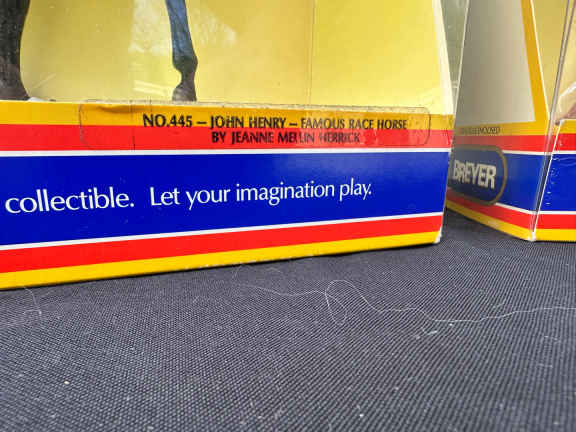 NO.445 – JOHN HENRY – FAMOUS RACE HORSE
BY JEANNE MELLIN HERRICK
collectible. Let your imagination play.
BREYER